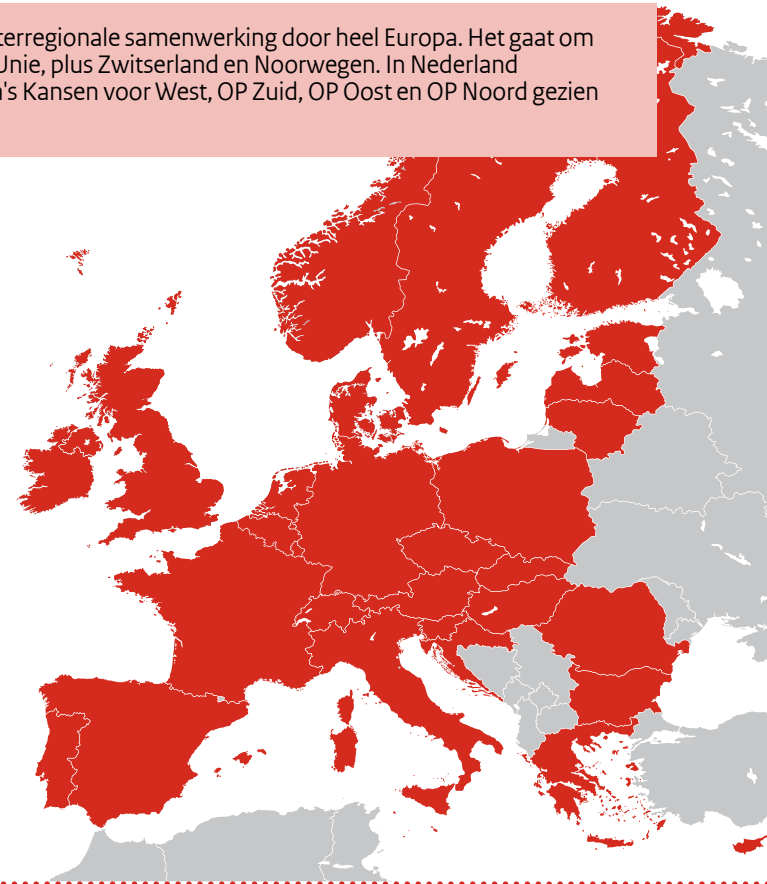 terregionale samenwerking door heel Europa. Het gaat om
Unie, plus Zwitserland en Noorwegen. In Nederland
a's Kansen voor West, OP Zuid, OP Oost en OP Noord gezien